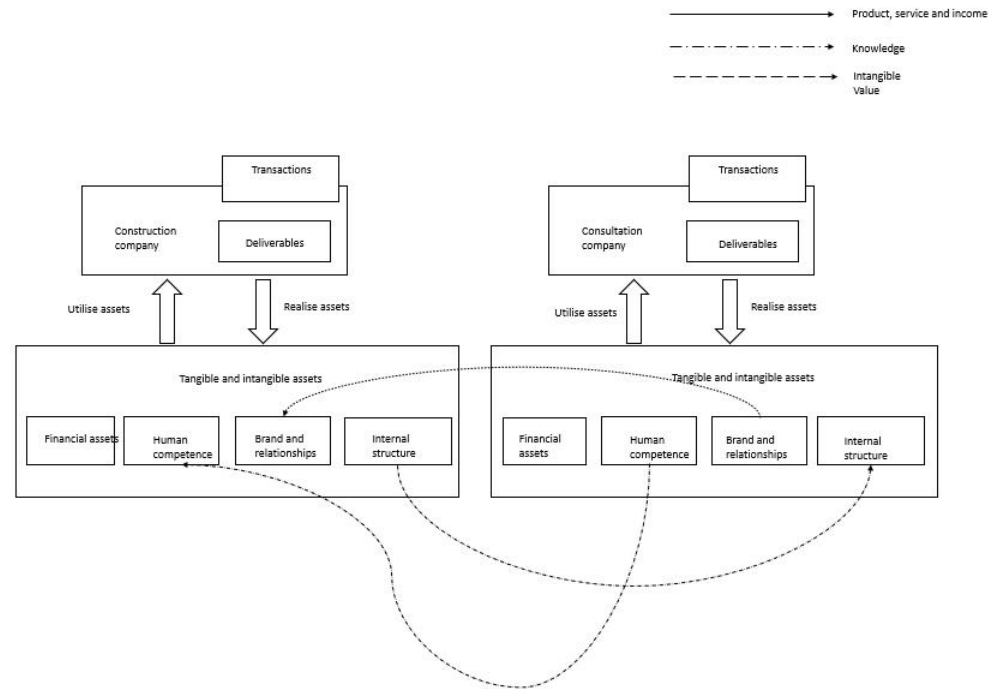 Product, service and income
Knowledge
Intangible
Value
Transactions
Transactions
Construction
company
Deliverables
Consultation
company
Deliverables
Utilise assets
Realise assets
Utilise assets
Realise assets
Tangible and intangible assets
Tangible and intangible assets
Financial assets
Human
competence
Brand and
relationships
Internal
structure
Financial
assets
Human
competence
Brand and
relationships
Internal
structure